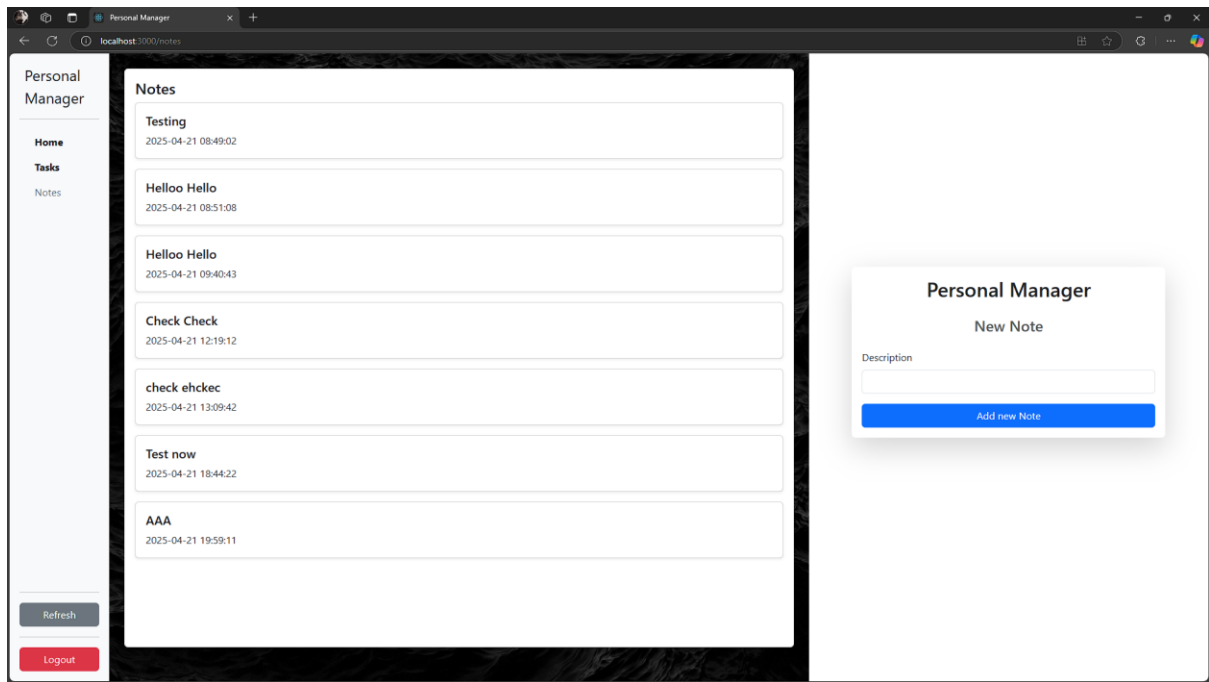 Personal Manager
localhost:3000/notes
Personal
Manager
Home
Tasks
Notes
Refresh
Logout
Notes
Testing
2025-04-21 08:49:02
Helloo Hello
2025-04-21 08:51:08
Helloo Hello
2025-04-21 09:40:43
Check Check
2025-04-21 12:19:12
check ehckec
2025-04-21 13:09:42
Test now
2025-04-21 18:44:22
AAA
2025-04-21 19:59:11
Personal Manager
New Note
Description
Add new Note